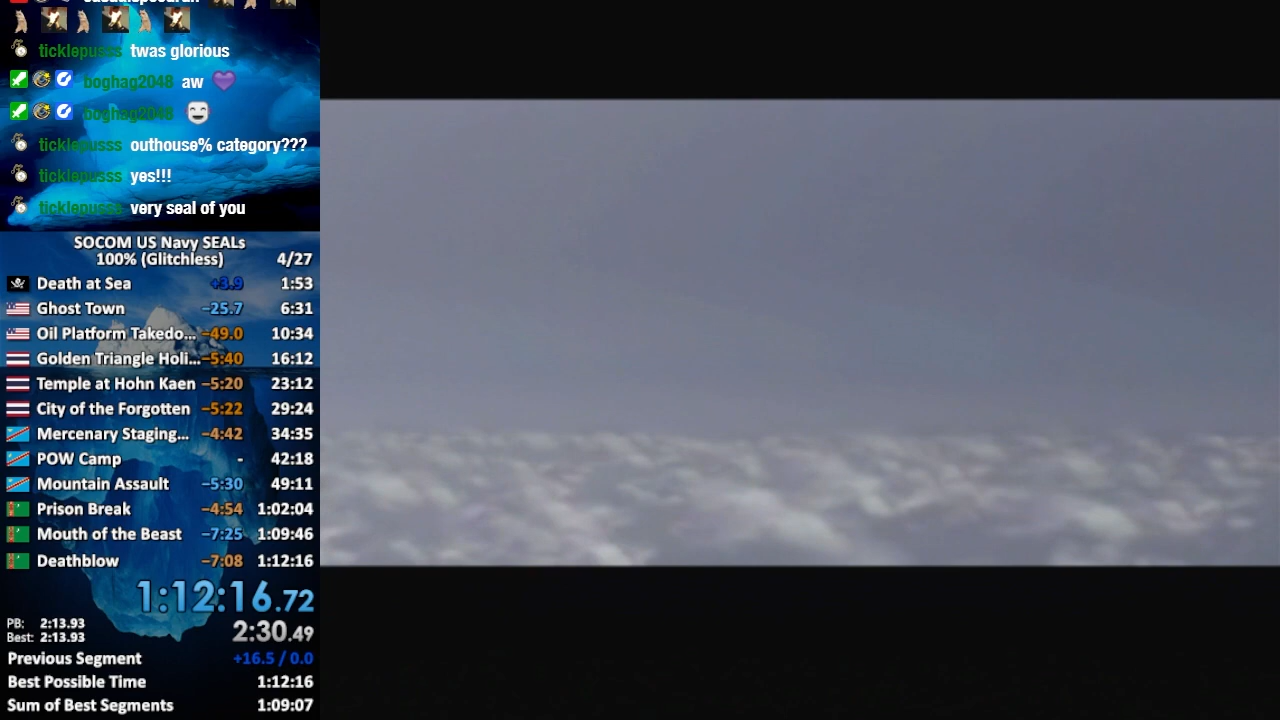 ticklepusss twas glorious
boghag2048 aw
boghag2048
ticklepusss outhouse% category???
ticklepusss yes!!!
ticklepusss very seal of you
SOCOM US Navy SEALs
100% (Glitchless) 4/27
Death at Sea +3.9 1:53
Ghost Town −25.7 6:31
Oil Platform Takedo... −49.0 10:34
Golden Triangle Holi... −5:40 16:12
Temple at Hohn Kaen −5:20 23:12
City of the Forgotten −5:22 29:24
Mercenary Staging... −4:42 34:35
POW Camp - 42:18
Mountain Assault −5:30 49:11
Prison Break −4:54 1:02:04
Mouth of the Beast −7:25 1:09:46
Deathblow −7:08 1:12:16
1:12:16.72
PB: 2:13.93
Best: 2:13.93
2:30.49
Previous Segment +16.5 / 0.0
Best Possible Time 1:12:16
Sum of Best Segments 1:09:07